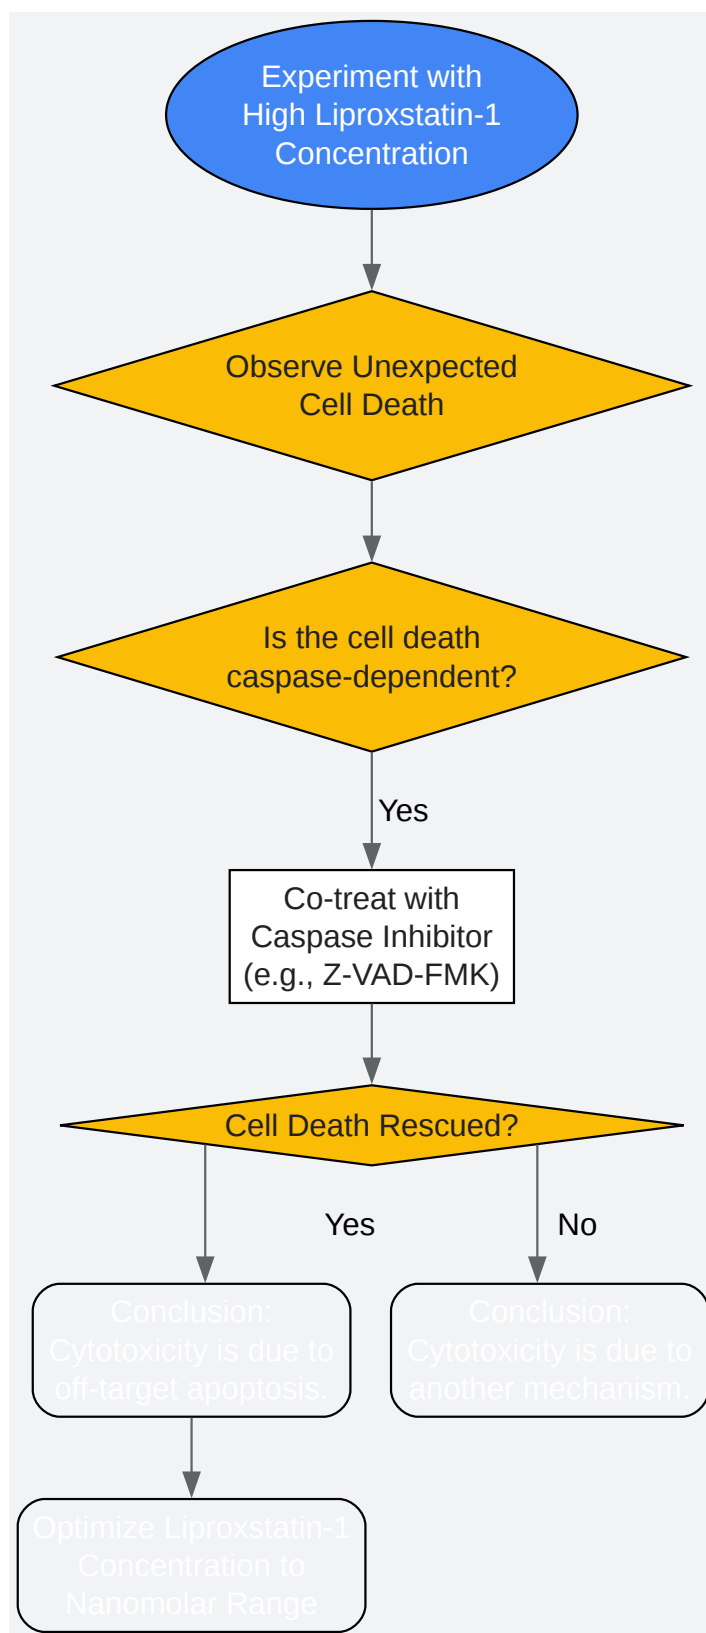 Experiment with
High Liproxstatin-1
Concentration
Observe Unexpected
Cell Death
Is the cell death
caspase-dependent?
Yes
Co-treat with
Caspase Inhibitor
(e.g., Z-VAD-FMK)
Cell Death Rescued?
Yes
No
Conclusion:
Cytotoxicity is due to
off-target apoptosis.
Conclusion:
Cytotoxicity is due to
another mechanism.
Optimize Liproxstatin-1
Concentration to
Nanomolar Range